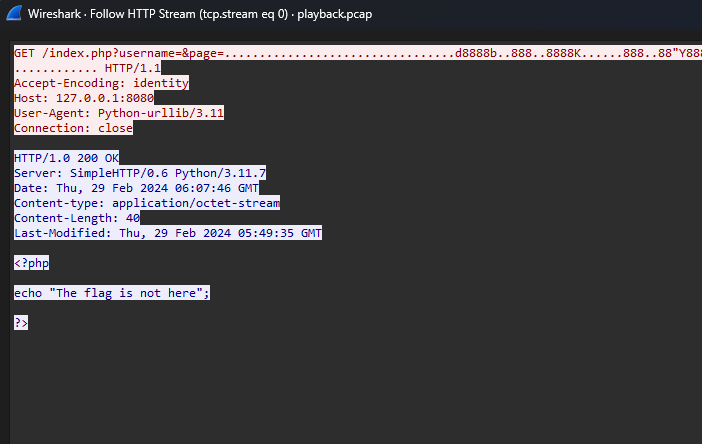 Wireshark · Follow HTTP Stream (tcp.stream eq 0) · playback.pcap
GET /index.php?username=&page=...............................d8888b..888..8888K......888..88"Y888
............ HTTP/1.1
Accept-Encoding: identity
Host: 127.0.0.1:8080
User-Agent: Python-urllib/3.11
Connection: close
HTTP/1.0 200 OK
Server: SimpleHTTP/0.6 Python/3.11.7
Date: Thu, 29 Feb 2024 06:07:46 GMT
Content-type: application/octet-stream
Content-Length: 40
Last-Modified: Thu, 29 Feb 2024 05:49:35 GMT
<?php
echo "The flag is not here";
?>